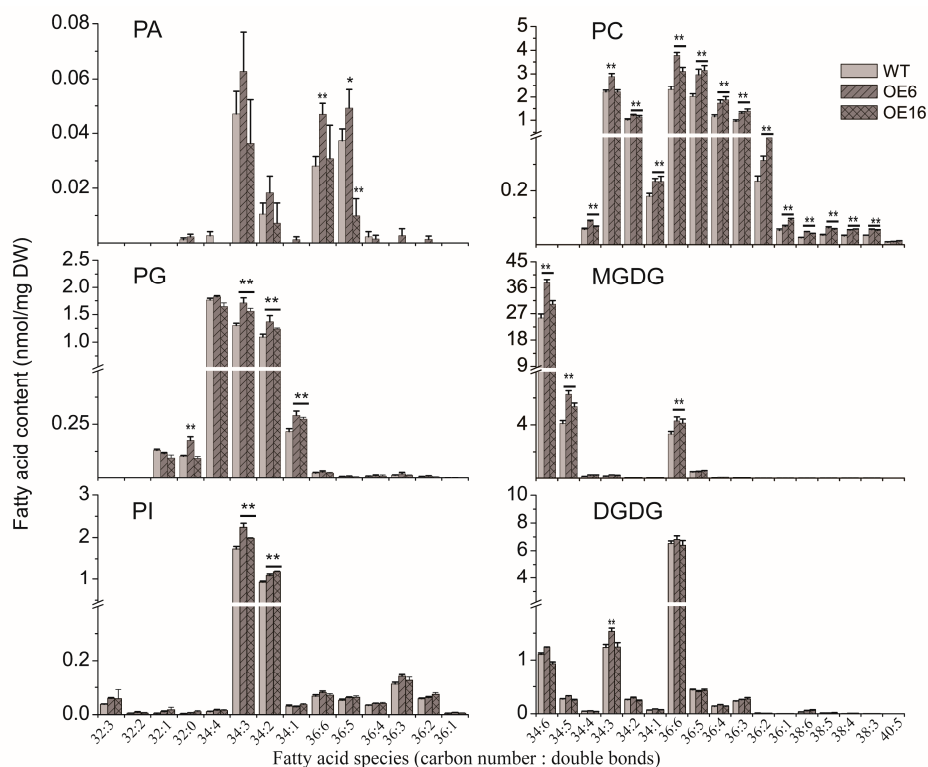 Fatty acid content (nmol/mg DW)
PA
0.08
0.06
0.04
0.02
** * **
PC
5
4
3
2
1
0.2
** ** ** ** ** ** ** ** ** ** ** ** ** **
WT
OE6
OE16
PG
2.5
2.0
1.5
1.0
0.25
** ** ** **
MGDG
45
36
27
18
9
4
** ** **
PI
3
2
1
0.2
0.0
** **
DGDG
10
8
6
4
1
0
**
32:3 32:2 32:1 32:0 34:4 34:3 34:2 34:1 36:6 36:5 36:4 36:3 36:2 36:1
34:6 34:5 34:4 34:3 34:2 34:1 36:6 36:5 36:4 36:3 36:2 36:1 38:6 38:5 38:4 38:3 40:5
Fatty acid species (carbon number : double bonds)